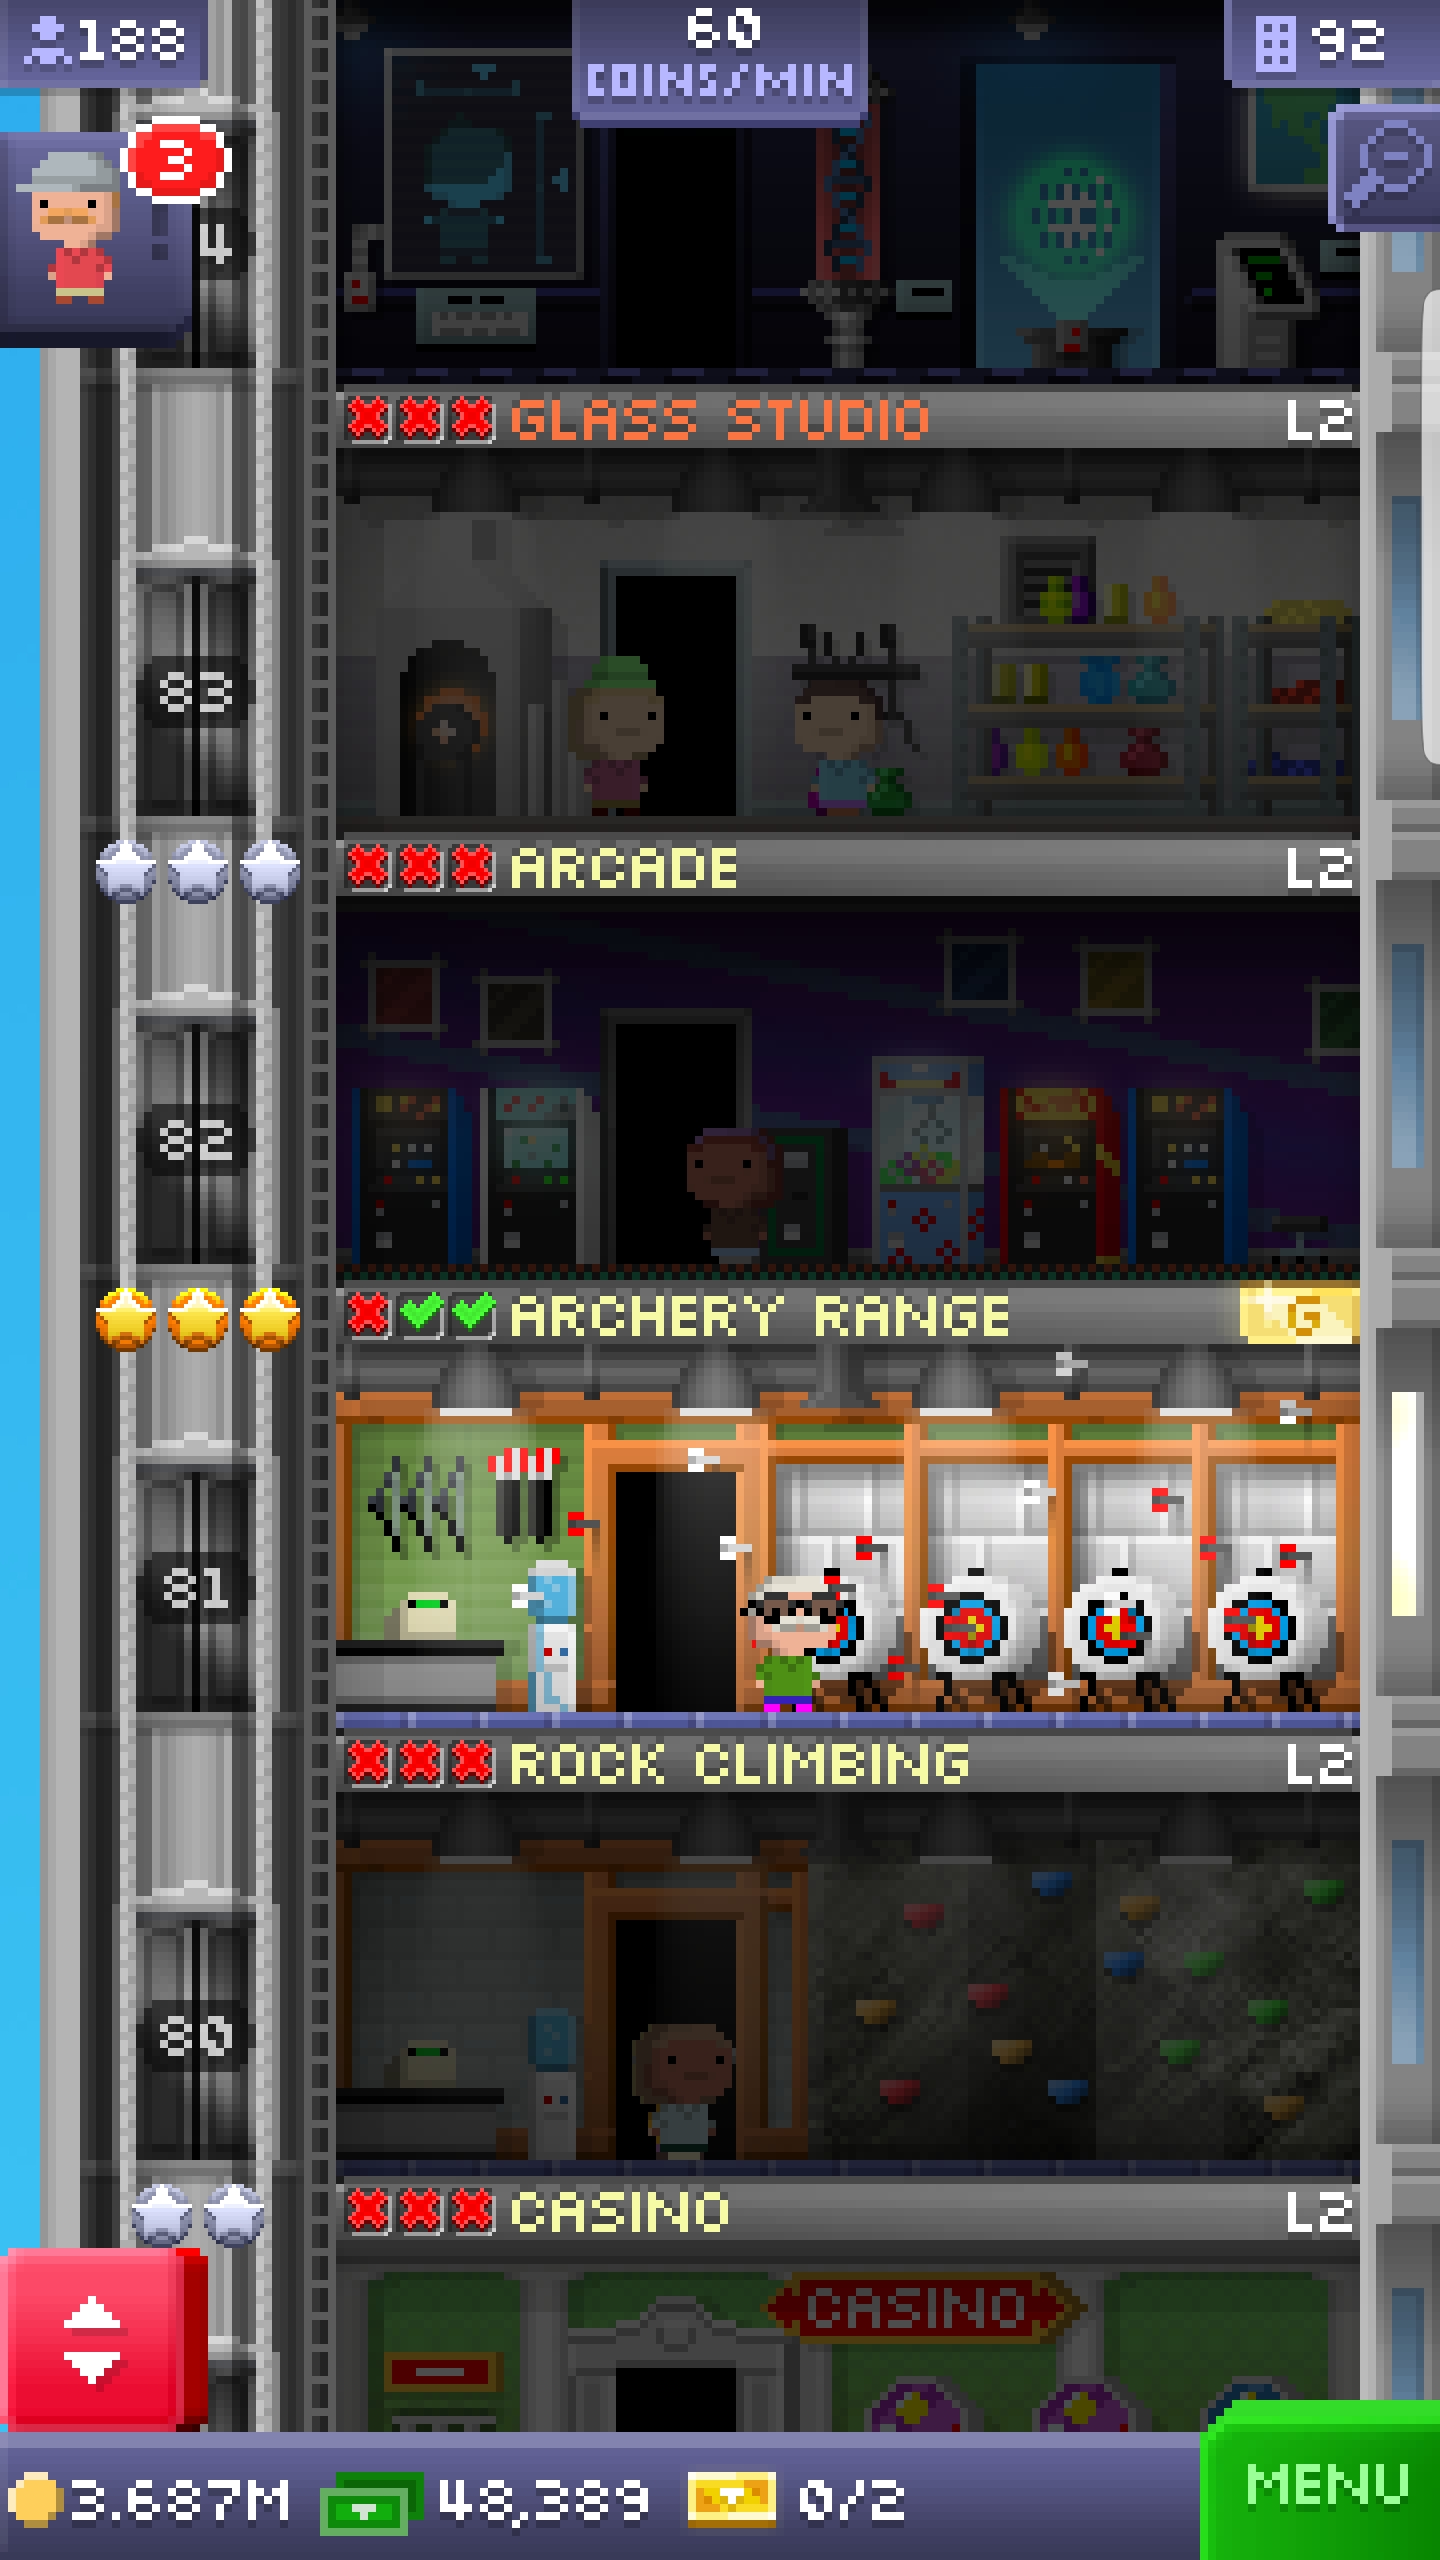 188
60
COINS/MIN
92
3
4
GLASS STUDIO L2
83
ARCADE L2
82
ARCHERY RANGE G
81
ROCK CLIMBING L2
80
CASINO L2
CASINO
3.687M 48,389 0/2
MENU